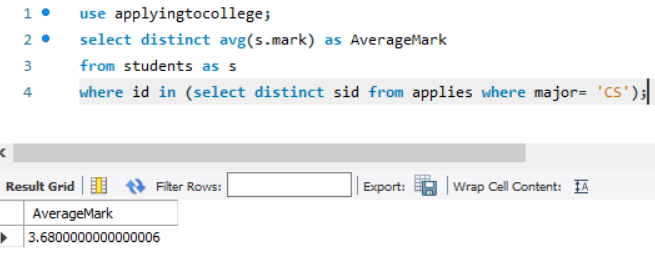 1 use applyingtocollege;
2 select distinct avg(s.mark) as AverageMark
3 from students as s
4 where id in (select distinct sid from applies where major= 'CS');
Result Grid Filter Rows: Export: Wrap Cell Content: IA
AverageMark
3.6800000000000006